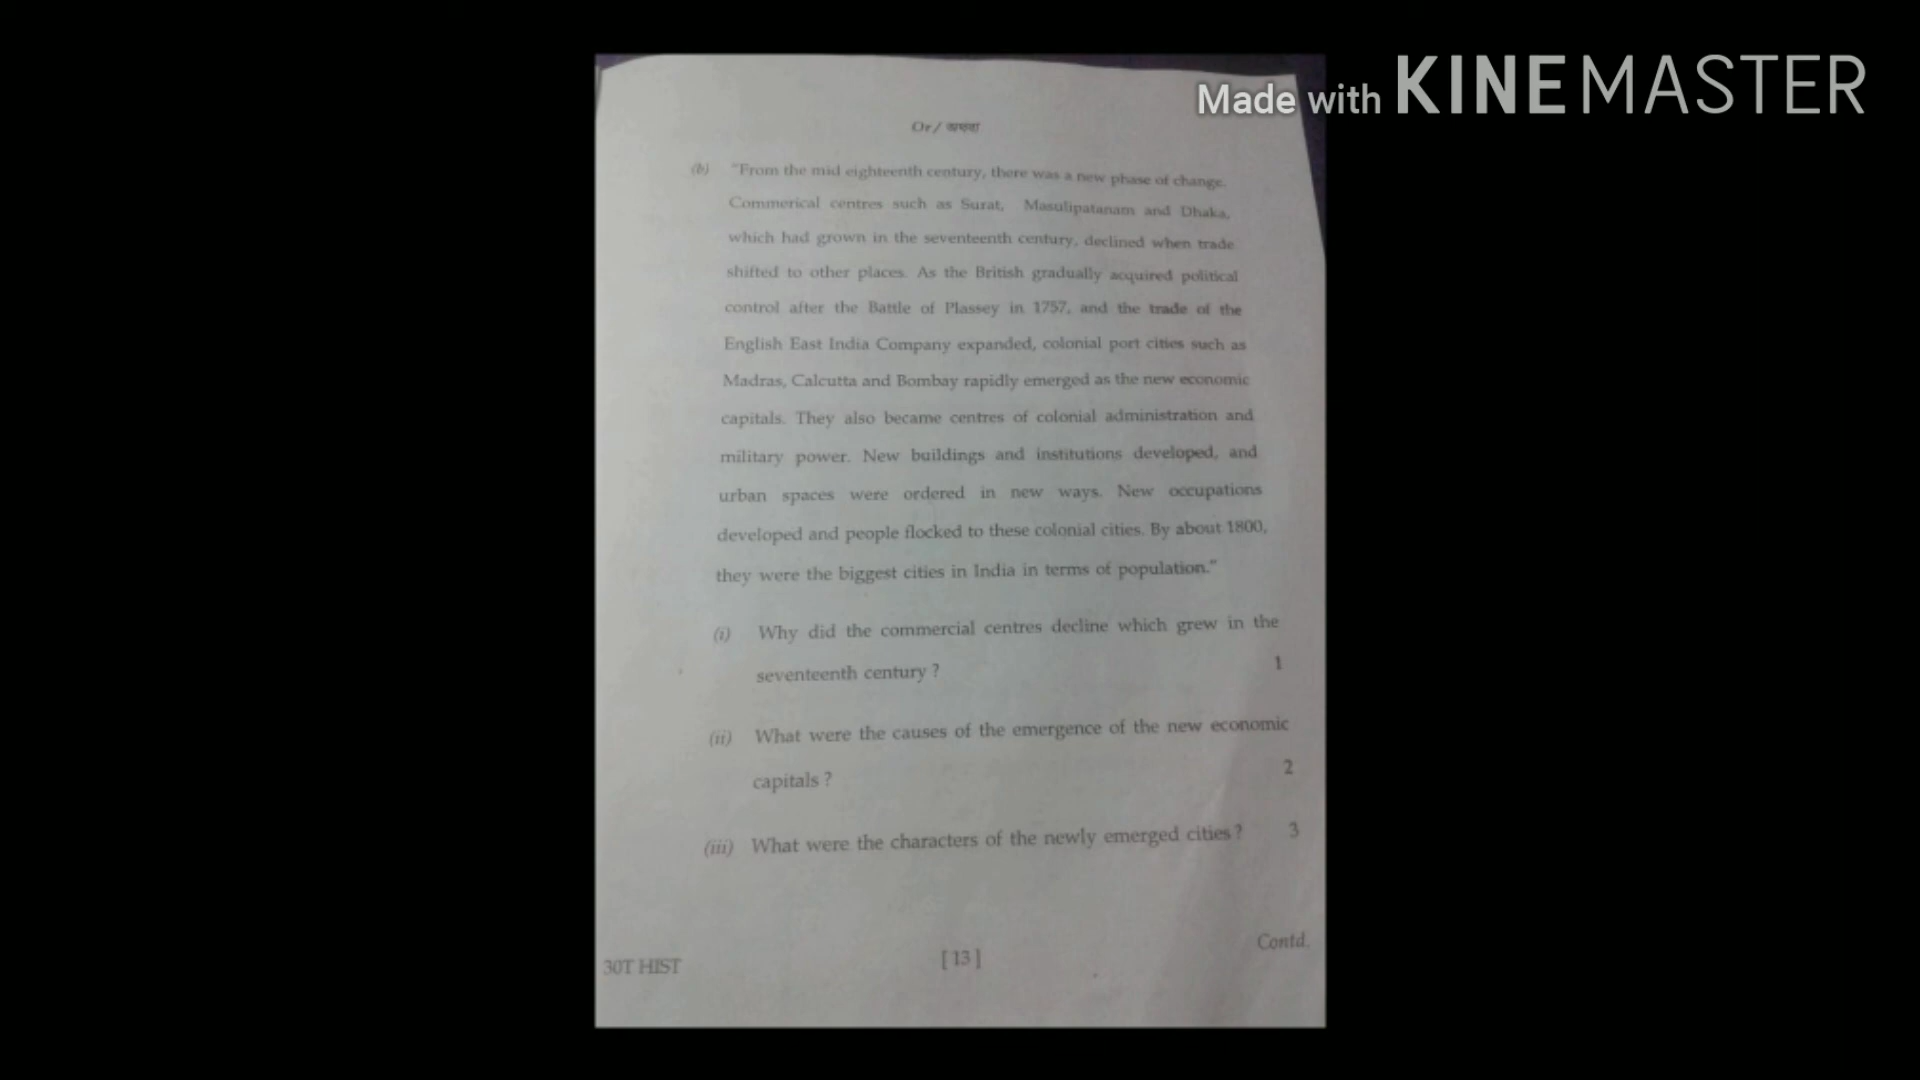 Made with KINEMASTER
Or / অথবা
(b) "From the mid eighteenth century, there was a new phase of change.
Commerical centres such as Surat, Masulipatanam and Dhaka,
which had grown in the seventeenth century, declined when trade
shifted to other places. As the British gradually acquired political
control after the Battle of Plassey in 1757, and the trade of the
English East India Company expanded, colonial port cities such as
Madras, Calcutta and Bombay rapidly emerged as the new economic
capitals. They also became centres of colonial administration and
military power. New buildings and institutions developed, and
urban spaces were ordered in new ways. New occupations
developed and people flocked to these colonial cities. By about 1800,
they were the biggest cities in India in terms of population."
(i) Why did the commercial centres decline which grew in the
seventeenth century ? 1
(ii) What were the causes of the emergence of the new economic
capitals ? 2
(iii) What were the characters of the newly emerged cities ? 3
Contd.
30T HIST [ 13 ]